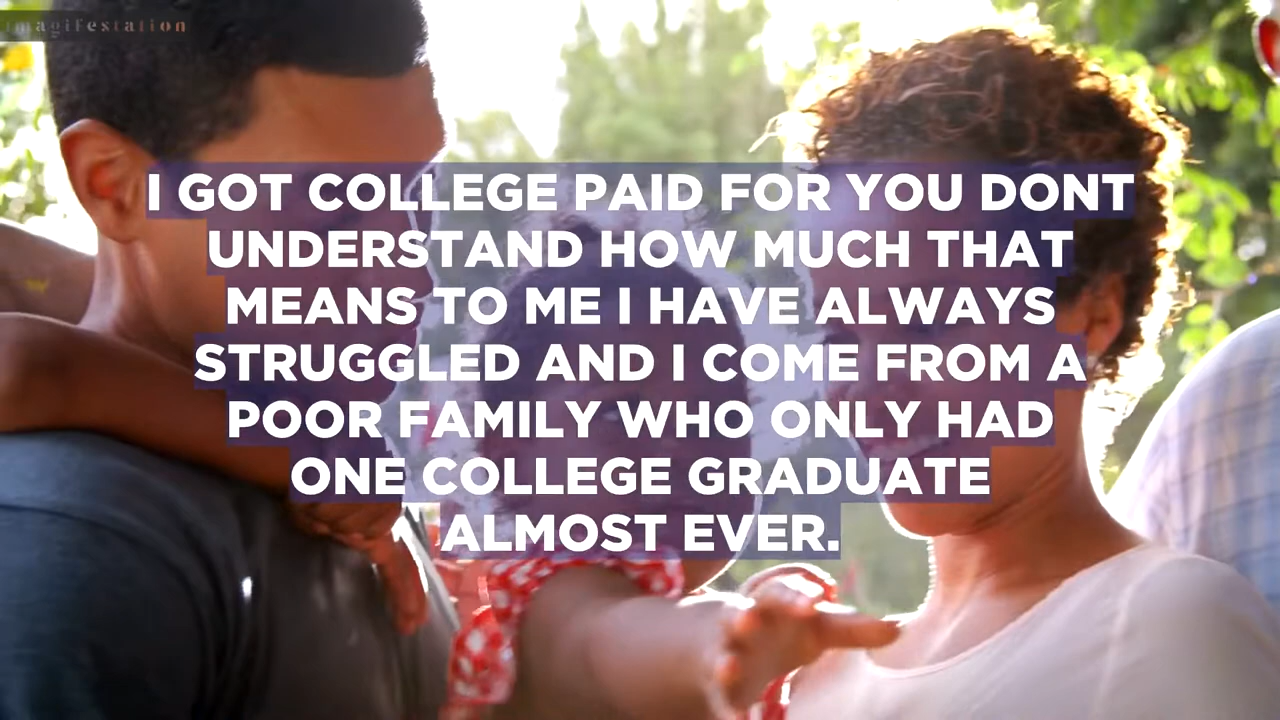 imagifestation
I GOT COLLEGE PAID FOR YOU DONT
UNDERSTAND HOW MUCH THAT
MEANS TO ME I HAVE ALWAYS
STRUGGLED AND I COME FROM A
POOR FAMILY WHO ONLY HAD
ONE COLLEGE GRADUATE
ALMOST EVER.